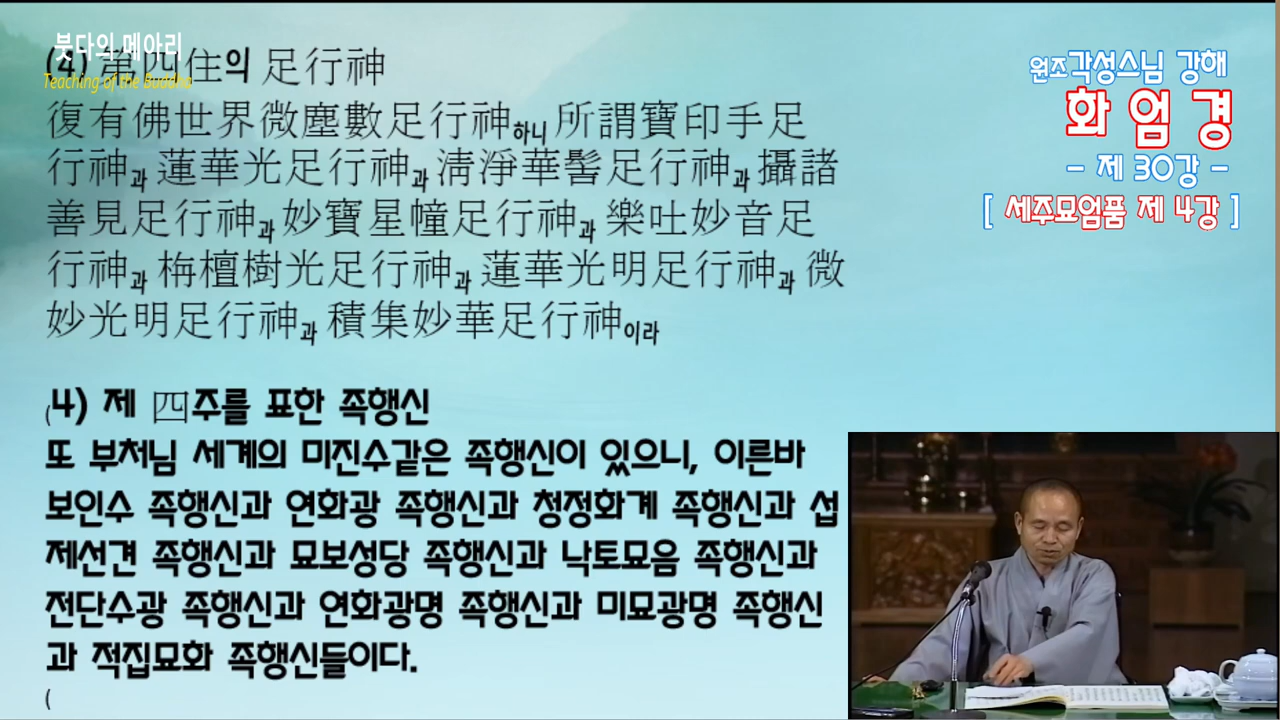 붓다의 메아리
Teaching of the Buddha
(4) 第四住의 足行神
復有佛世界微塵數足行神하니 所謂寶印手足
行神과 蓮華光足行神과 淸淨華髻足行神과 攝諸
善見足行神과 妙寶星幢足行神과 樂吐妙音足
行神과 栴檀樹光足行神과 蓮華光明足行神과 微
妙光明足行神과 積集妙華足行神이라
(4) 제 四주를 표한 족행신
또 부처님 세계의 미진수같은 족행신이 있으니, 이른바
보인수 족행신과 연화광 족행신과 청정화계 족행신과 섭
제선견 족행신과 묘보성당 족행신과 낙토묘음 족행신과
전단수광 족행신과 연화광명 족행신과 미묘광명 족행신
과 적집묘화 족행신들이다.
(
원조각성스님 강해
화 엄 경
- 제 30강 -
[ 세주묘엄품 제 4강 ]